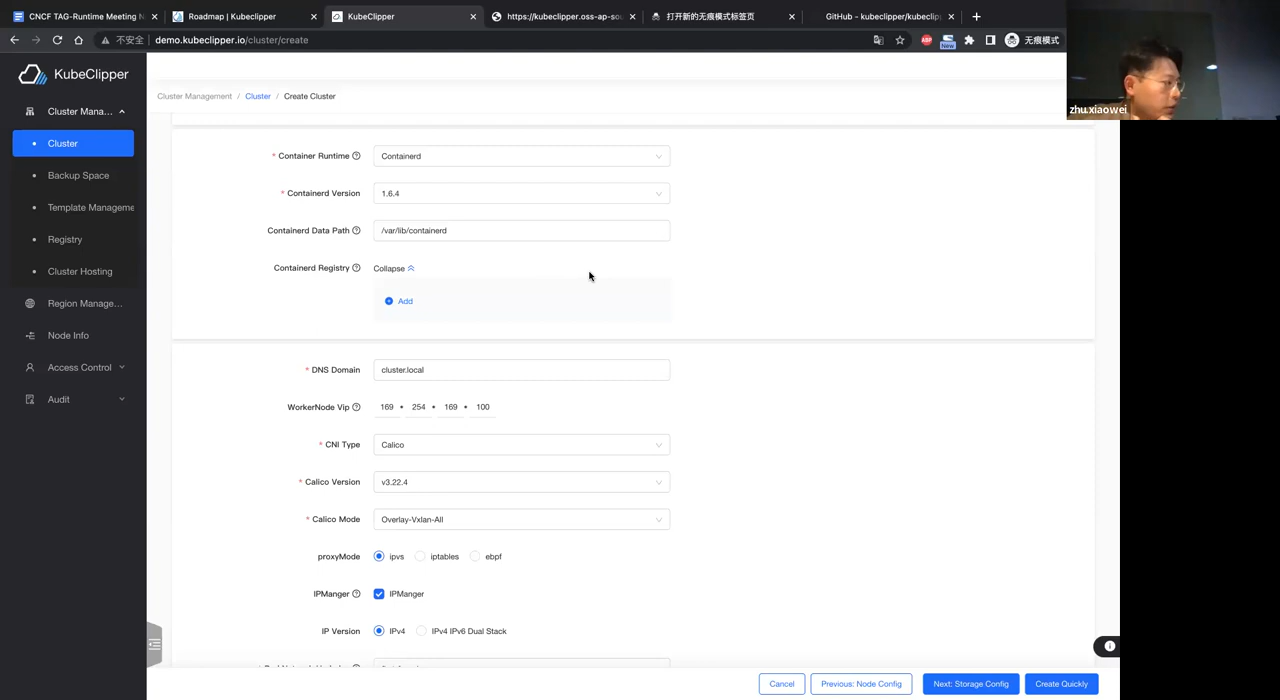 CNCF TAG-Runtime Meeting N
Roadmap | Kubeclipper
KubeClipper
https://kubeclipper.oss-ap-sou
打开新的无痕模式标签页
GitHub - kubeclipper/kubeclip
不安全
demo.kubeclipper.io/cluster/create
ABP
New
无痕模式
zhu.xiaowei
KubeClipper
Cluster Mana...
Cluster
Backup Space
Template Manageme
Registry
Cluster Hosting
Region Manage...
Node Info
Access Control
Audit
Cluster Management / Cluster / Create Cluster
* Container Runtime Containerd
* Containerd Version 1.6.4
Containerd Data Path /var/lib/containerd
Containerd Registry Collapse
Add
* DNS Domain cluster.local
WorkerNode Vip 169 • 254 • 169 • 100
* CNI Type Calico
* Calico Version v3.22.4
* Calico Mode Overlay-Vxlan-All
proxyMode ipvs iptables ebpf
IPManger IPManger
IP Version IPv4 IPv4 IPv6 Dual Stack
Cancel
Previous: Node Config
Next: Storage Config
Create Quickly